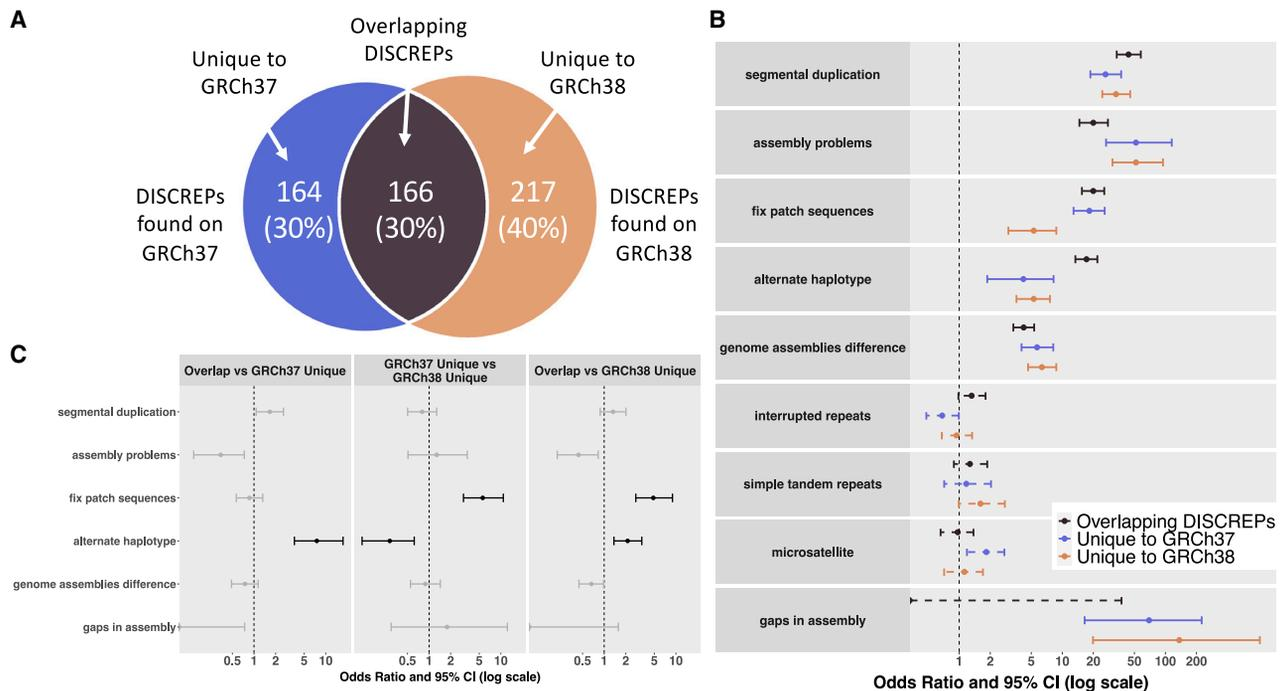 A
Overlapping
DISCREPs
Unique to
GRCh37
Unique to
GRCh38
DISCREPs
found on
GRCh37
164
(30%)
166
(30%)
217
(40%)
DISCREPs
found on
GRCh38
B
segmental duplication
assembly problems
fix patch sequences
alternate haplotype
genome assemblies difference
interrupted repeats
simple tandem repeats
microsatellite
gaps in assembly
Overlapping DISCREPs
Unique to GRCh37
Unique to GRCh38
1 2 5 10 20 50 100 200
Odds Ratio and 95% CI (log scale)
C
Overlap vs GRCh37 Unique
GRCh37 Unique vs
GRCh38 Unique
Overlap vs GRCh38 Unique
segmental duplication
assembly problems
fix patch sequences
alternate haplotype
genome assemblies difference
gaps in assembly
0.5 1 2 5 10 0.5 1 2 5 10 0.5 1 2 5 10
Odds Ratio and 95% CI (log scale)